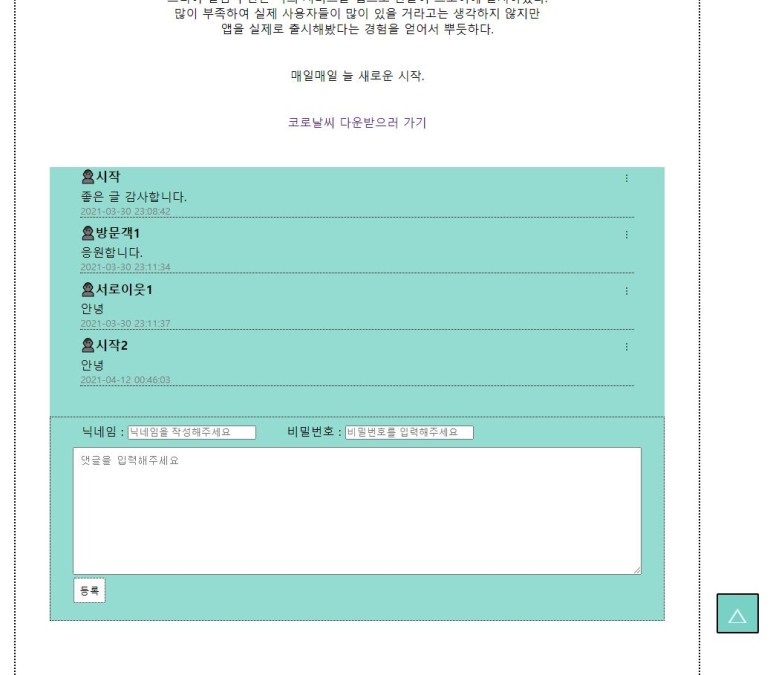 많이 부족하여 실제 사용자들이 많이 있을 거라고는 생각하지 않지만
앱을 실제로 출시해봤다는 경험을 얻어서 뿌듯하다.
매일매일 늘 새로운 시작.
코로날씨 다운받으러 가기
시작
좋은 글 감사합니다.
2021-03-30 23:08:42
방문객1
응원합니다.
2021-03-30 23:11:34
서로이웃1
안녕
2021-03-30 23:11:37
시작2
안녕
2021-04-12 00:46:03
닉네임 : 닉네임을 작성해주세요 비밀번호 : 비밀번호를 입력해주세요
댓글을 입력해주세요
등록